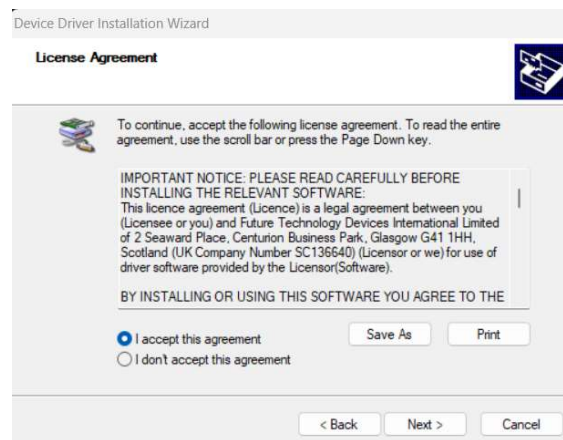 Device Driver Installation Wizard
License Agreement
To continue, accept the following license agreement. To read the entire
agreement, use the scroll bar or press the Page Down key.
IMPORTANT NOTICE: PLEASE READ CAREFULLY BEFORE
INSTALLING THE RELEVANT SOFTWARE:
This licence agreement (Licence) is a legal agreement between you
(Licensee or you) and Future Technology Devices International Limited
of 2 Seaward Place, Centurion Business Park, Glasgow G41 1HH,
Scotland (UK Company Number SC136640) (Licensor or we) for use of
driver software provided by the Licensor(Software).
BY INSTALLING OR USING THIS SOFTWARE YOU AGREE TO THE
I accept this agreement
Save As
Print
I don't accept this agreement
< Back
Next >
Cancel